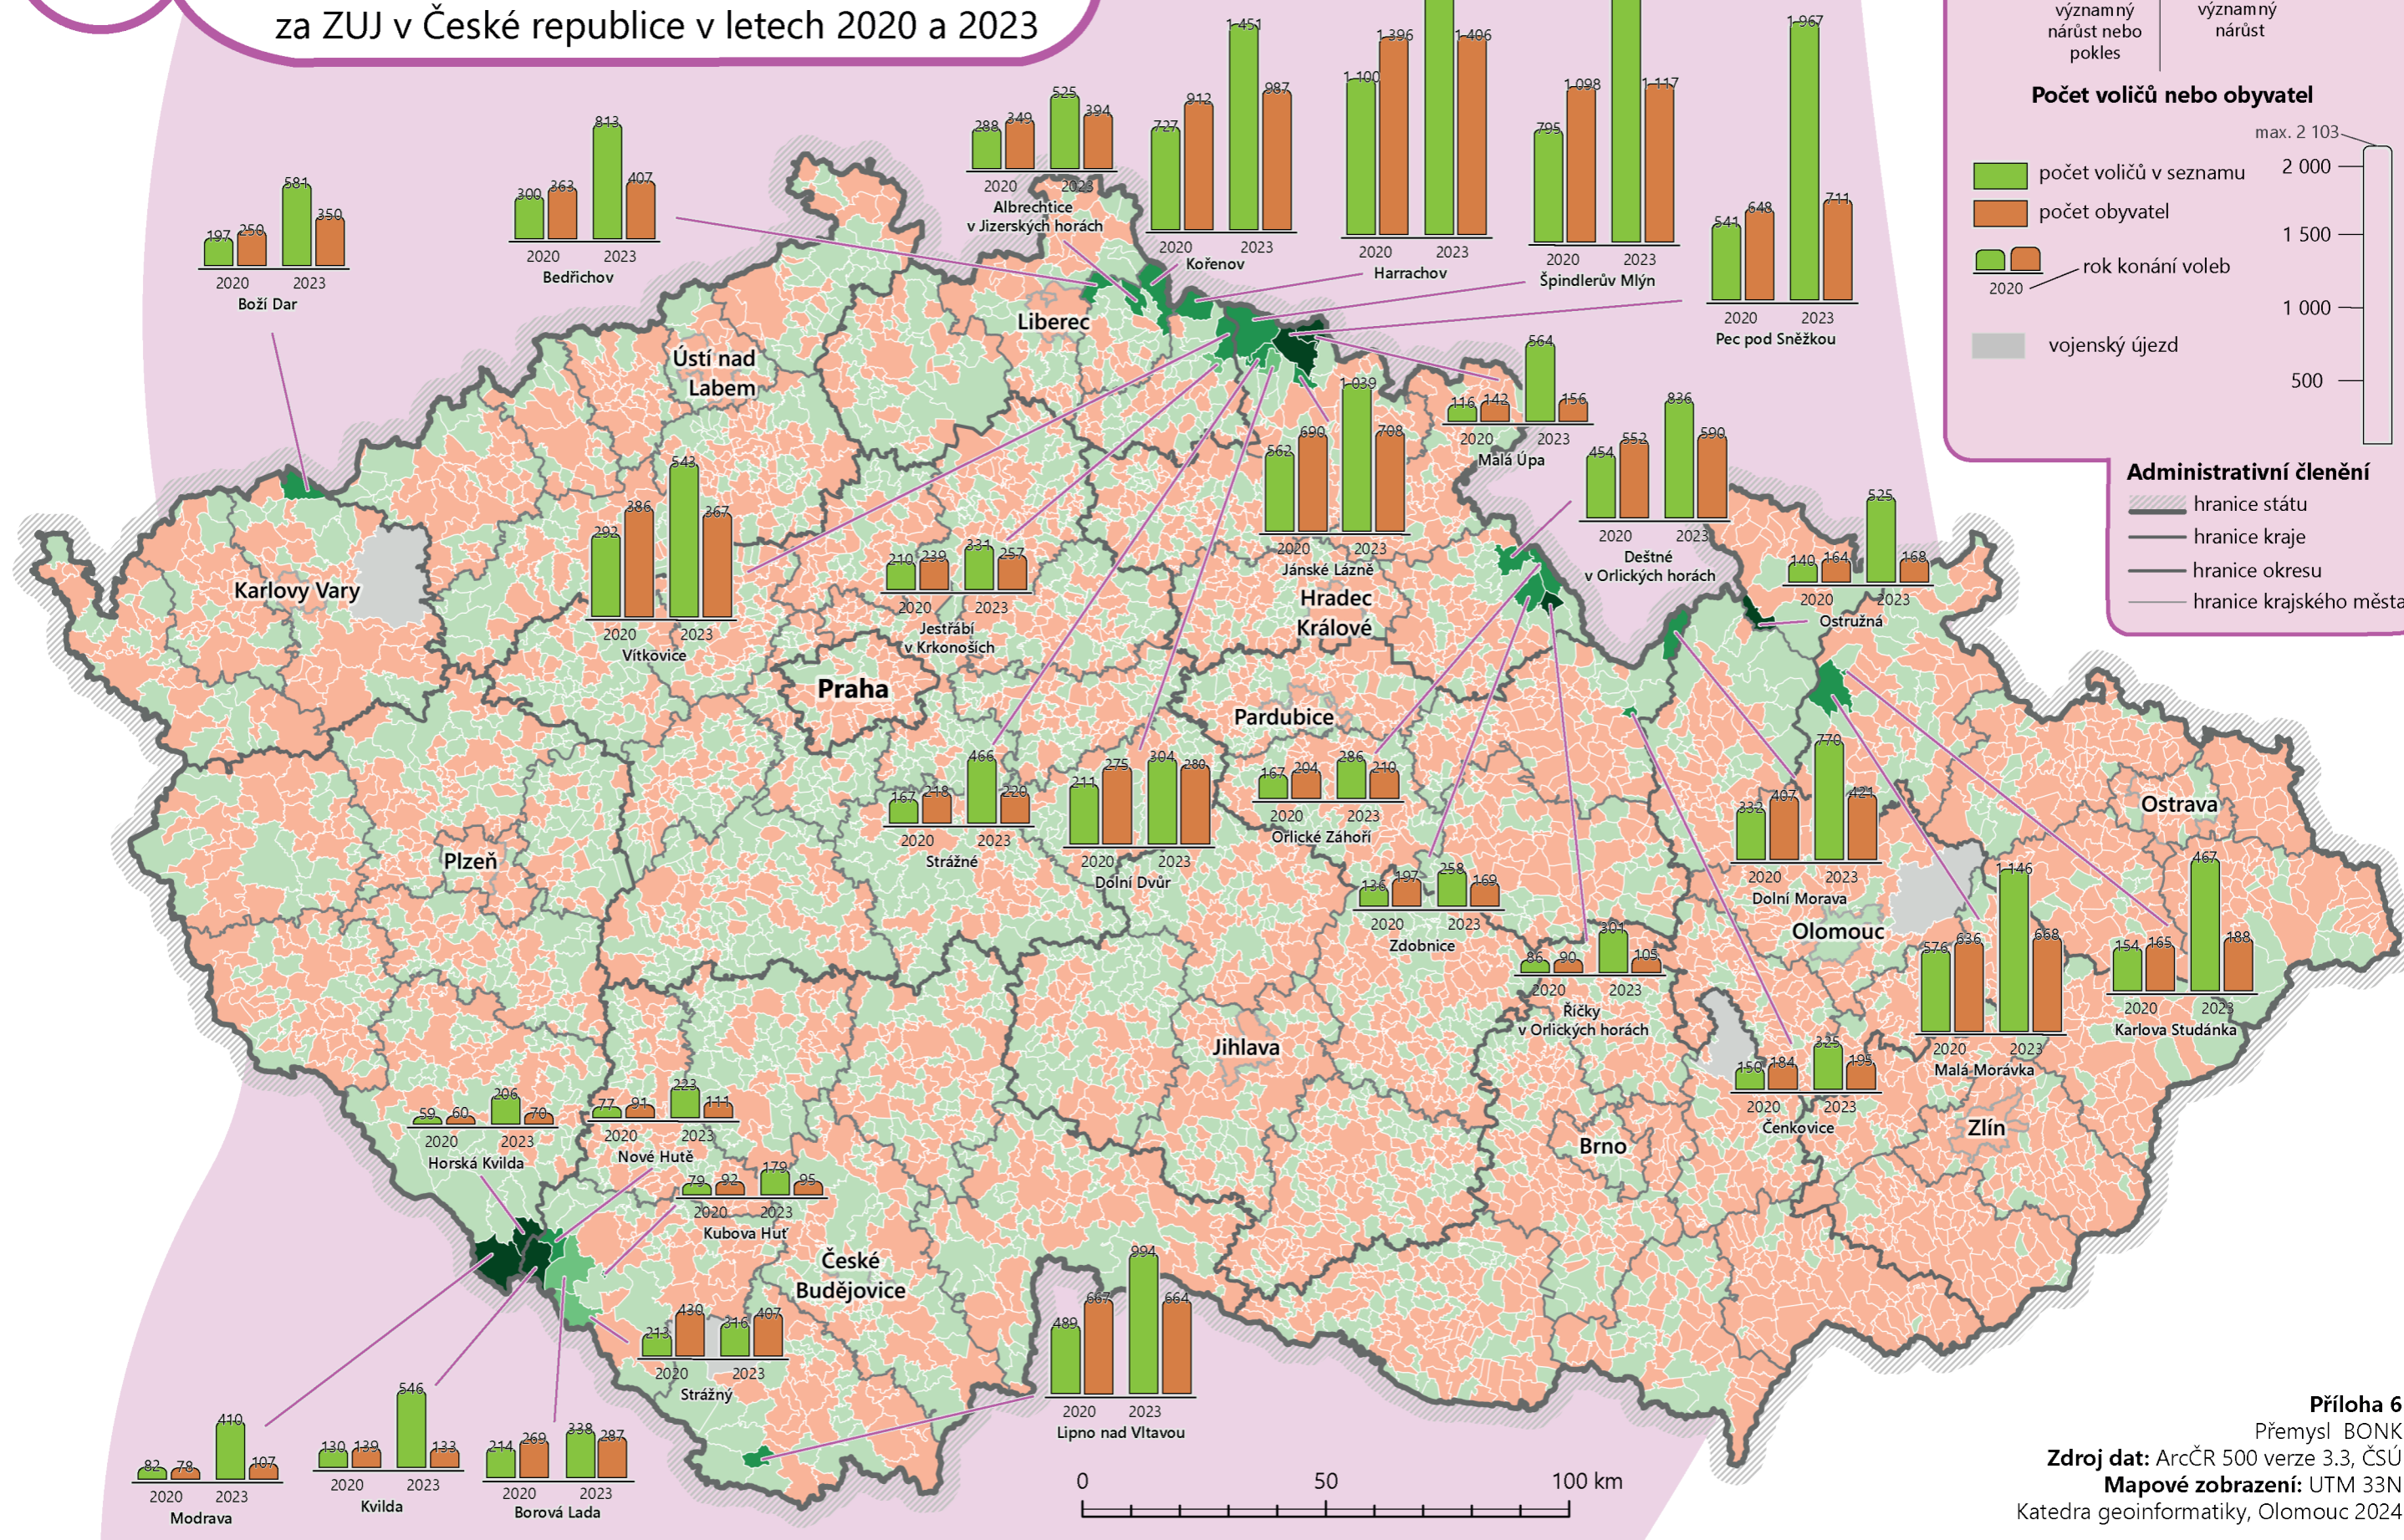 za ZUJ v České republice v letech 2020 a 2023
významný
nárůst nebo
pokles
významný
nárůst
Počet voličů nebo obyvatel
max. 2 103
2 000
1 500
1 000
500
počet voličů v seznamu
počet obyvatel
rok konání voleb
2020
vojenský újezd
Administrativní členění
hranice státu
hranice kraje
hranice okresu
hranice krajského města
197 250 581 350
2020 2023
Boží Dar
300 363 813 407
2020 2023
Bedřichov
288 349 525 394
2020 2023
Albrechtice
v Jizerských horách
727 912 1 451 987
2020 2023
Kořenov
1 100 1 396 1 406
2020 2023
Harrachov
795 1 098 1 117
2020 2023
Špindlerův Mlýn
541 648 1 967 711
2020 2023
Pec pod Sněžkou
116 142 564 156
2020 2023
Malá Úpa
562 690 1 039 708
2020 2023
Jánské Lázně
454 552 836 590
2020 2023
Deštné
v Orlických horách
140 164 525 168
2020 2023
Ostružná
292 386 543 367
2020 2023
Vítkovice
210 239 331 257
2020 2023
Jestřábí
v Krkonoších
167 218 466 220
2020 2023
Strážné
211 275 304 280
2020 2023
Dolní Dvůr
167 204 286 210
2020 2023
Orlické Záhoří
136 197 258 169
2020 2023
Zdobnice
86 90 301 105
2020 2023
Říčky
v Orlických horách
332 407 770 421
2020 2023
Dolní Morava
576 636 1 146 668
2020 2023
Malá Morávka
154 165 467 188
2020 2023
Karlova Studánka
150 184 325 195
2020 2023
Čenkovice
59 60 206 70
2020 2023
Horská Kvilda
77 91 223 111
2020 2023
Nové Hutě
79 92 179 95
2020 2023
Kubova Huť
213 430 316 407
2020 2023
Strážný
489 667 994 664
2020 2023
Lipno nad Vltavou
82 78 410 107
2020 2023
Modrava
130 139 546 133
2020 2023
Kvilda
214 269 338 287
2020 2023
Borová Lada
Liberec
Ústí nad
Labem
Karlovy Vary
Praha
Hradec
Králové
Pardubice
Plzeň
Ostrava
Olomouc
Jihlava
Brno
Zlín
České
Budějovice
0 50 100 km
Příloha 6
Přemysl BONK
Zdroj dat: ArcČR 500 verze 3.3, ČSÚ
Mapové zobrazení: UTM 33N
Katedra geoinformatiky, Olomouc 2024